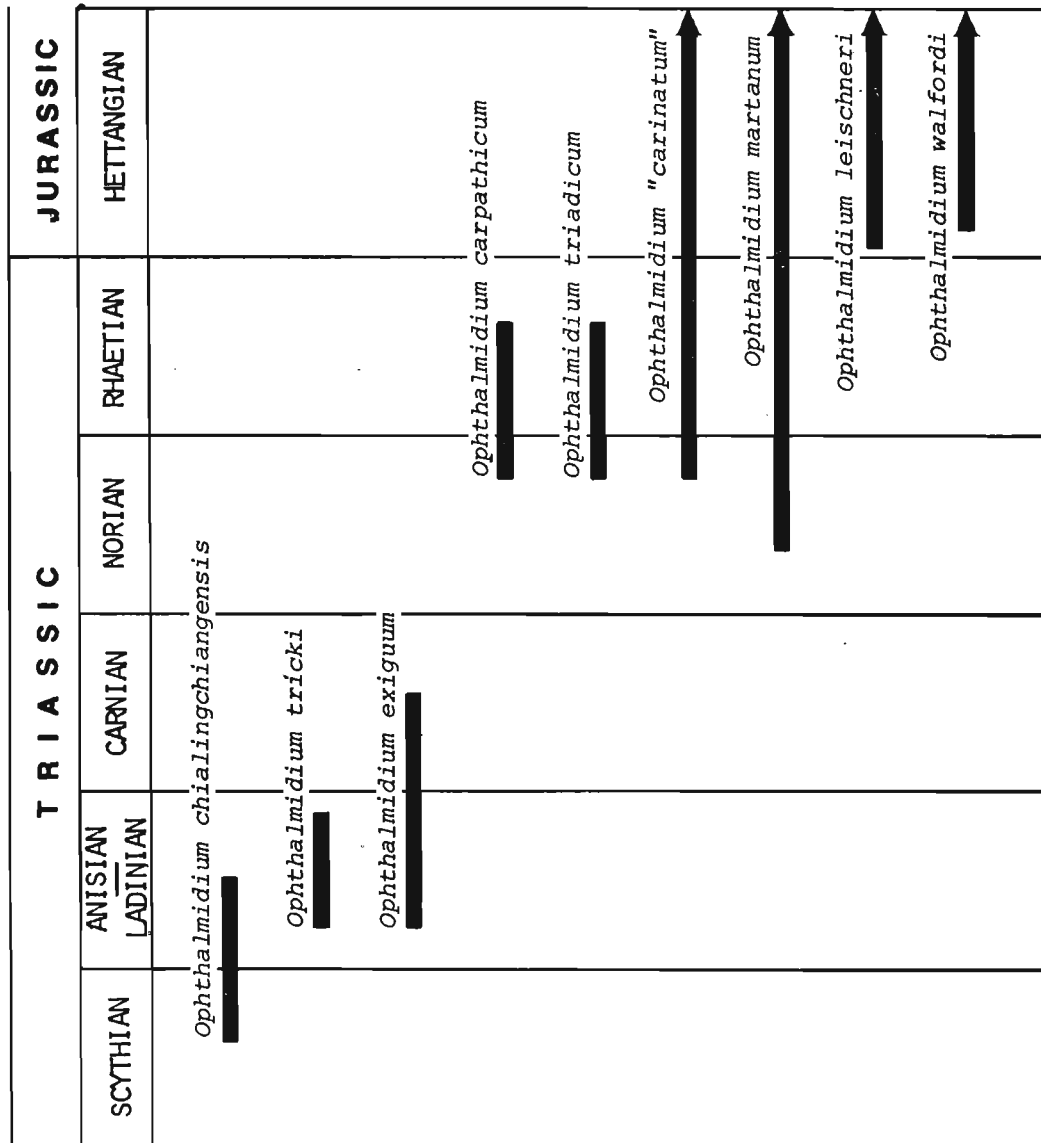 JURASSIC
TRIASSIC
HETTANGIAN
RHAETIAN
NORIAN
CARNIAN
ANISIAN
LADINIAN
SCYTHIAN
Ophthalmidium chialingchiangensis
Ophthalmidium tricki
Ophthalmidium exiguum
Ophthalmidium carpathicum
Ophthalmidium triadicum
Ophthalmidium "carinatum"
Ophthalmidium martanum
Ophthalmidium leischneri
Ophthalmidium walfordi